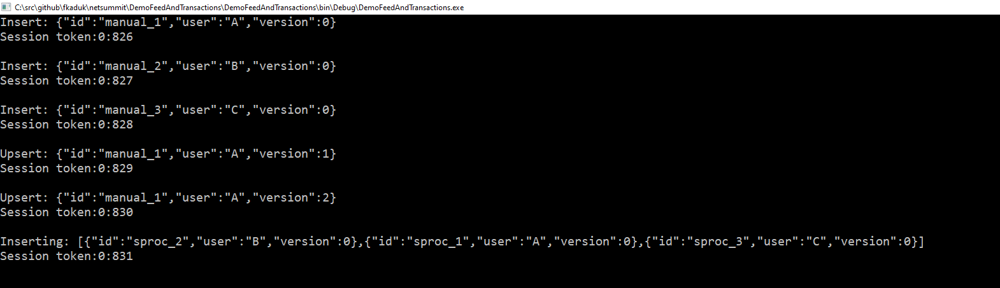 C:\src\github\fkaduk\netsummit\DemoFeedAndTransactions\DemoFeedAndTransactions\bin\Debug\DemoFeedAndTransactions.exe
Insert: {"id":"manual_1","user":"A","version":0}
Session token:0:826
Insert: {"id":"manual_2","user":"B","version":0}
Session token:0:827
Insert: {"id":"manual_3","user":"C","version":0}
Session token:0:828
Upsert: {"id":"manual_1","user":"A","version":1}
Session token:0:829
Upsert: {"id":"manual_1","user":"A","version":2}
Session token:0:830
Inserting: [{"id":"sproc_2","user":"B","version":0},{"id":"sproc_1","user":"A","version":0},{"id":"sproc_3","user":"C","version":0}]
Session token:0:831